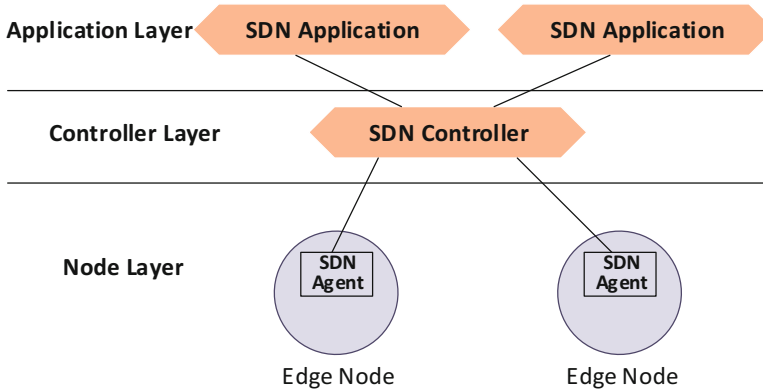 Application Layer
SDN Application
SDN Application
Controller Layer
SDN Controller
Node Layer
SDN
Agent
SDN
Agent
Edge Node
Edge Node